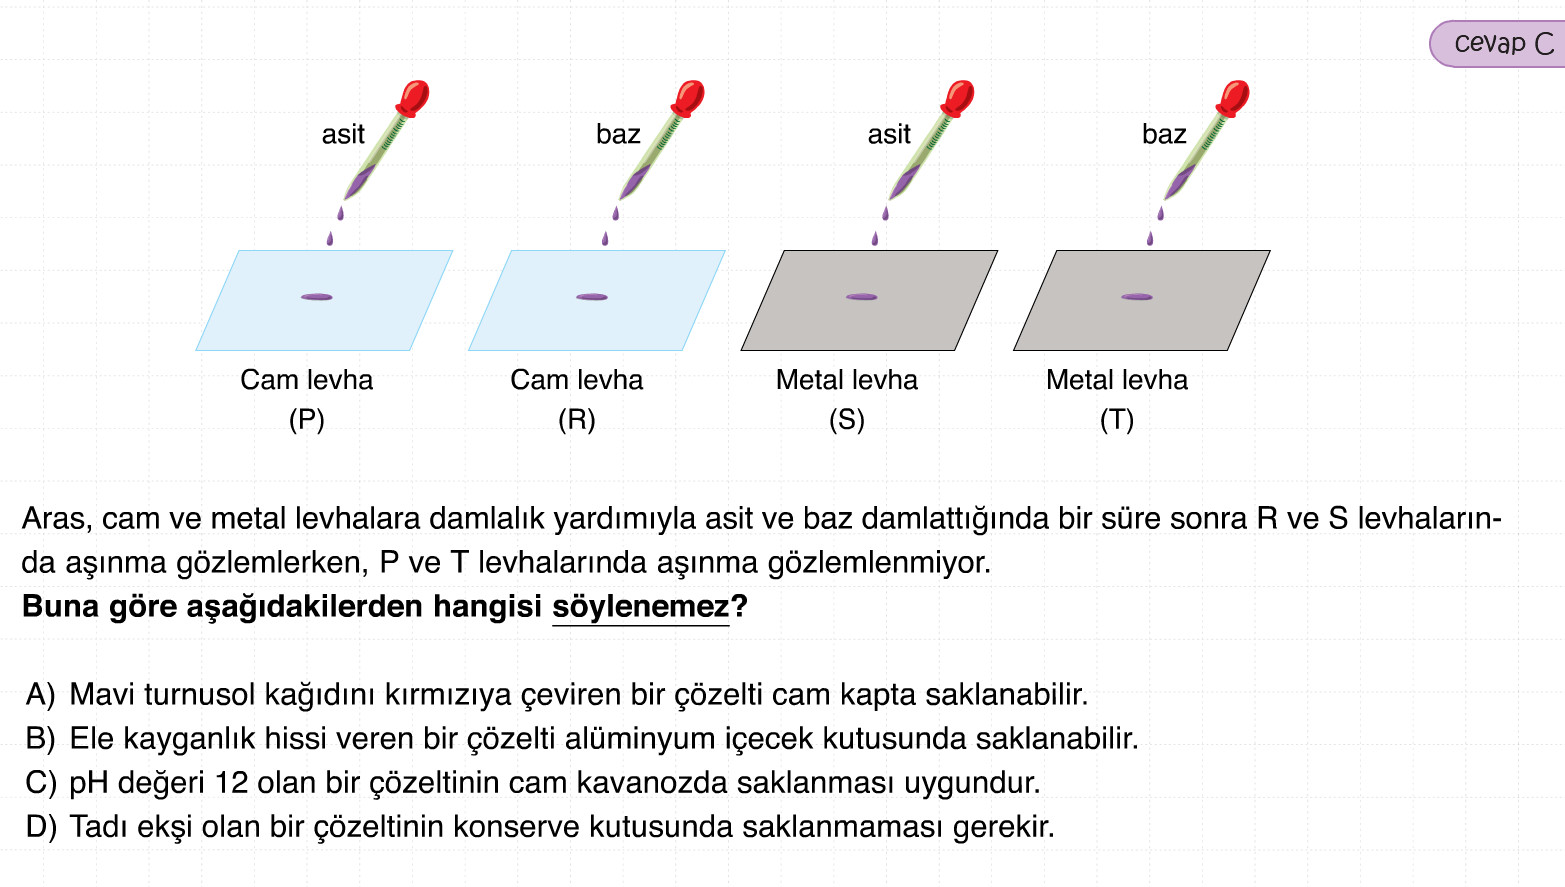 cevap C
asit
baz
asit
baz
Cam levha
(P)
Cam levha
(R)
Metal levha
(S)
Metal levha
(T)
Aras, cam ve metal levhalara damlalık yardımıyla asit ve baz damlattığında bir süre sonra R ve S levhaların-
da aşınma gözlemlerken, P ve T levhalarında aşınma gözlemlenmiyor.
Buna göre aşağıdakilerden hangisi söylenemez?
A) Mavi turnusol kağıdını kırmızıya çeviren bir çözelti cam kapta saklanabilir.
B) Ele kayganlık hissi veren bir çözelti alüminyum içecek kutusunda saklanabilir.
C) pH değeri 12 olan bir çözeltinin cam kavanozda saklanması uygundur.
D) Tadı ekşi olan bir çözeltinin konserve kutusunda saklanmaması gerekir.